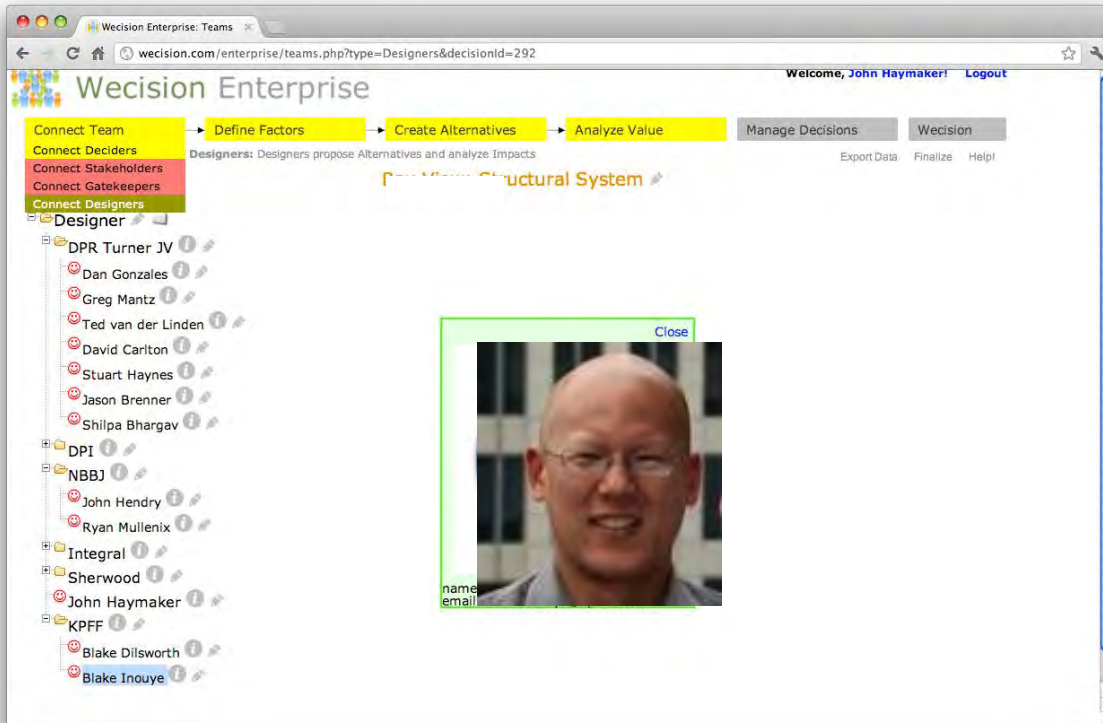 Wecision Enterprise: Teams
wecision.com/enterprise/teams.php?type=Designers&decisionId=292
Welcome, John Haymaker! Logout
Wecision Enterprise
Connect Team Define Factors Create Alternatives Analyze Value Manage Decisions Wecision
Connect Deciders Designers: Designers propose Alternatives and analyze Impacts Export Data Finalize Help!
Connect Stakeholders
Structural System
Connect Gatekeepers
Connect Designers
Designer
DPR Turner JV
Dan Gonzales
Greg Mantz
Ted van der Linden
David Carlton
Stuart Haynes
Jason Brenner
Shilpa Bhargav
DPI
NBBJ
John Hendry
Ryan Mullenix
Integral
Sherwood
John Haymaker
KPFF
Blake Dilsworth
Blake Inouye
Close
name
email